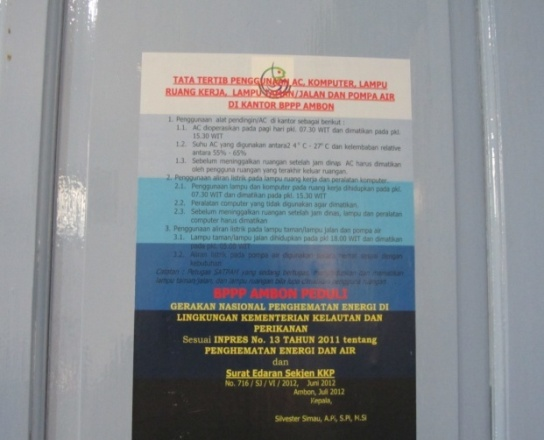 TATA TERTIB PENGGUNAAN AC, KOMPUTER, LAMPU
RUANG KERJA, LAMPU TAMAN/JALAN DAN POMPA AIR
DI KANTOR BPPP AMBON
1. Penggunaan alat pendingin/AC di kantor sebagai berikut :
1.1. AC dioperasikan pada pagi hari pkl. 07.30 WIT dan dimatikan pada pkl.
15.30 WIT
1.2. Suhu AC yang digunakan antara2 4° C - 27°C dan kelembaban relative
antara 55% - 65%
1.3. Sebelum meninggalkan ruangan setelah jam dinap. AC harus dimatikan
oleh pengguna ruangan yang terakhir keluar ruangan.
2. Penggunaan aliran listrik pada lampu ruang kerja dan peralatan komputer
2.1. Penggunaan lampu dan komputer pada ruang kerja dihidupkan pada pkl.
07.30 WIT dan dimatikan pada pkl. 15.30 WIT
2.2. Peralatan computer yang tidak digunakan agar dimatikan.
2.3. Sebelum meninggalkan ruangan setelah jam dinas, lampu dan peralatan
computer harus dimatikan
3. Penggunaan aliran listrik pada lampu taman/lampu jalan dan pompa air
3.1. Lampu taman/lampu jalan dihidupkan pada pkl 18.00 WIT dan dimatikan
pada pkl. WIT
3.2. Aliran listrik pada pompa air digunakan dengan
kebutuhan
Catatan : Petugas SATPAM yang sedang bertugas,
BPPP AMBON PEDULI
GERAKAN NASIONAL PENGHEMATAN ENERGI DI
LINGKUNGAN KEMENTERIAN KELAUTAN DAN
PERIKANAN
Sesuai INPRES No. 13 TAHUN 2011 tentang
PENGHEMATAN ENERGI DAN AIR
dan
Surat Edaran Sekjen KKP
No. 716 / SJ / VI / 2012, Juni 2012
Ambon, Juli 2012
Kepala,
Silvester Simau, A.Pi, S.Pi, M.Si